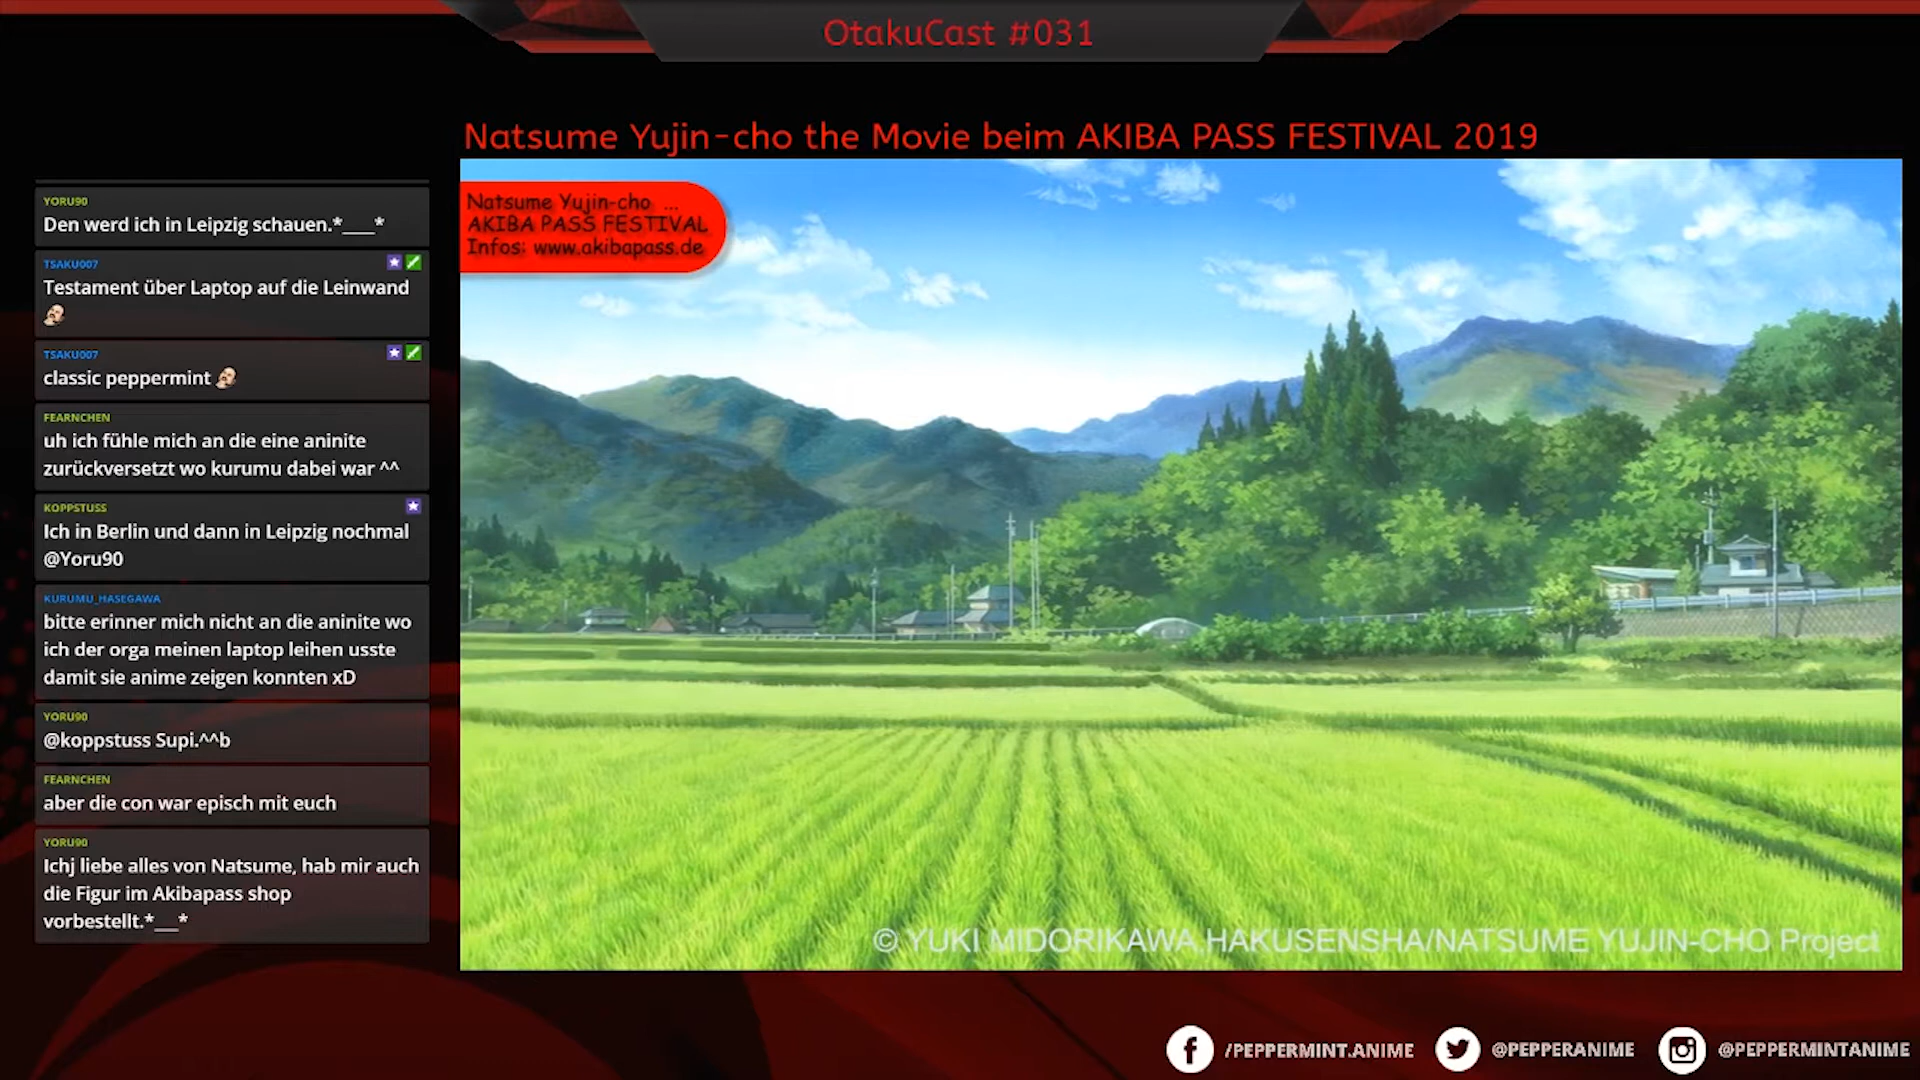 OtakuCast #031
Natsume Yujin-cho the Movie beim AKIBA PASS FESTIVAL 2019
Natsume Yujin-cho ...
AKIBA PASS FESTIVAL
Infos: www.akibapass.de
YORU90
Den werd ich in Leipzig schauen.*____*
TSAKU007
Testament über Laptop auf die Leinwand
TSAKU007
classic peppermint
FEARNCHEN
uh ich fühle mich an die eine aninite
zurückversetzt wo kurumu dabei war ^^
KOPPSTUSS
Ich in Berlin und dann in Leipzig nochmal
@Yoru90
KURUMU_HASEGAWA
bitte erinner mich nicht an die aninite wo
ich der orga meinen laptop leihen usste
damit sie anime zeigen konnten xD
YORU90
@koppstuss Supi.^^b
FEARNCHEN
aber die con war episch mit euch
YORU90
Ichj liebe alles von Natsume, hab mir auch
die Figur im Akibapass shop
vorbestellt.*___*
© YUKI MIDORIKAWA,HAKUSENSHA/NATSUME YUJIN-CHO Project
/PEPPERMINT.ANIME
@PEPPERANIME
@PEPPERMINTANIME